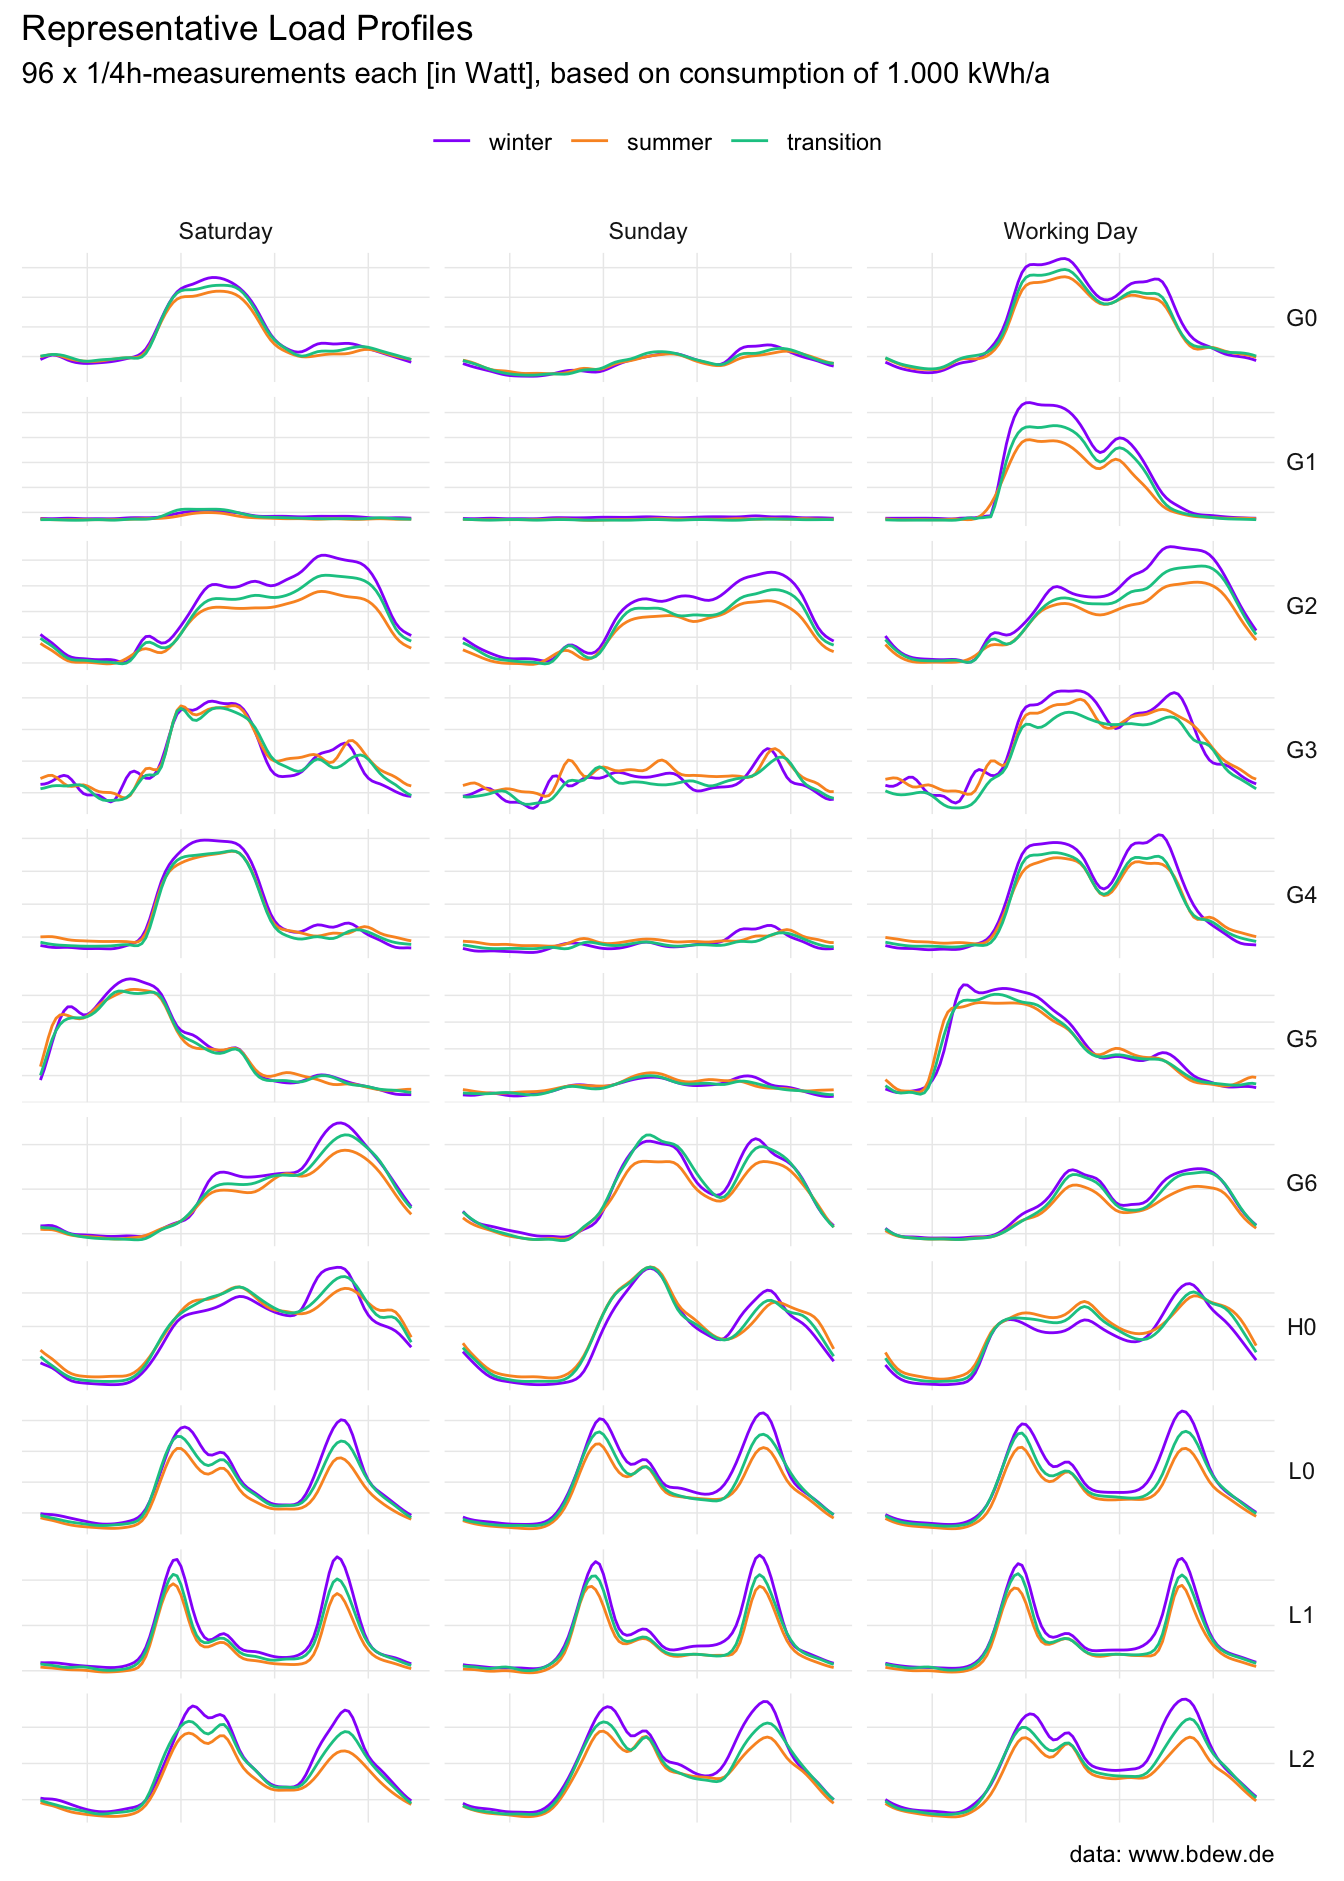 Representative Load Profiles
96 x 1/4h-measurements each [in Watt], based on consumption of 1.000 kWh/a
winter summer transition
Saturday Sunday Working Day
G0
G1
G2
G3
G4
G5
G6
H0
L0
L1
L2
data: www.bdew.de